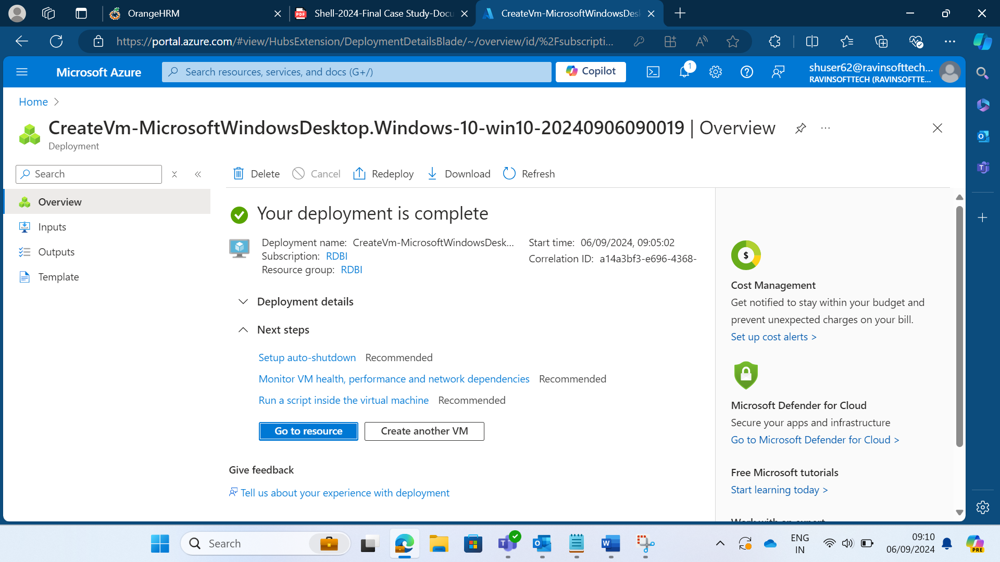 OrangeHRM
Shell-2024-Final Case Study-Docu
CreateVm-MicrosoftWindowsDesk
https://portal.azure.com/#view/HubsExtension/DeploymentDetailsBlade/~/overview/id/%2Fsubscripti...
Microsoft Azure
Search resources, services, and docs (G+/)
Copilot
1
shuser62@ravinsofttech...
RAVINSOFTTECH (RAVINSOFTTE...
Home
CreateVm-MicrosoftWindowsDesktop.Windows-10-win10-20240906090019 | Overview
Deployment
Search
Delete
Cancel
Redeploy
Download
Refresh
Overview
Inputs
Outputs
Template
Your deployment is complete
Deployment name: CreateVm-MicrosoftWindowsDesk...
Subscription: RDBI
Resource group: RDBI
Start time: 06/09/2024, 09:05:02
Correlation ID: a14a3bf3-e696-4368-
Deployment details
Next steps
Setup auto-shutdown Recommended
Monitor VM health, performance and network dependencies Recommended
Run a script inside the virtual machine Recommended
Go to resource
Create another VM
Give feedback
Tell us about your experience with deployment
Cost Management
Get notified to stay within your budget and
prevent unexpected charges on your bill.
Set up cost alerts >
Microsoft Defender for Cloud
Secure your apps and infrastructure
Go to Microsoft Defender for Cloud >
Free Microsoft tutorials
Start learning today >
Work with an expert
Search
ENG
IN
09:10
06/09/2024
PRE